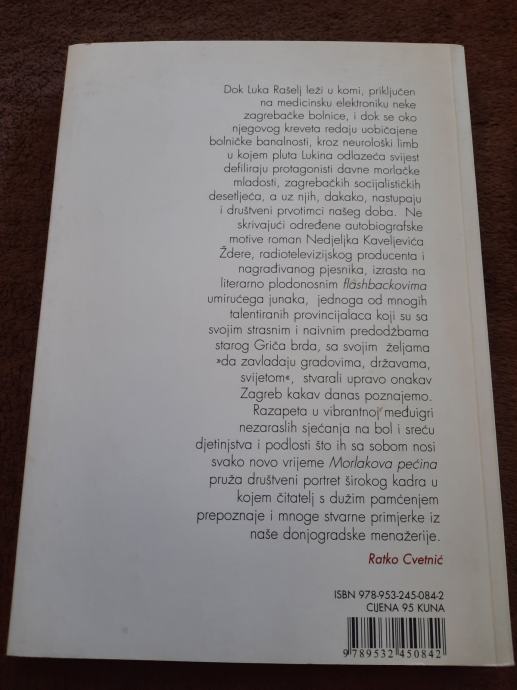 Dok Luka Rašelj leži u komi, priključen
na medicinsku elektroniku neke
zagrebačke bolnice, i dok se oko
njegovog kreveta redaju uobičajene
bolničke banalnosti, kroz neurološki limb
u kojem pluta Lukina odlazeća svijest
defiliraju protagonisti davne morlačke
mladosti, zagrebačkih socijalističkih
desetljeća, a uz njih, dakako, nastupaju
i društveni prvotimci našeg doba. Ne
skrivajući određene autobiografske
motive roman Nedjeljka Kaveljevića
Ždere, radiotelevizijskog producenta i
nagrađivanog pjesnika, izrasta na
literarno plodonosnim flashbackovima
umirućega junaka, jednoga od mnogih
talentiranih provincijalaca koji su sa
svojim strasnim i naivnim predodžbama
starog Griča brda, sa svojim željama
»da zavladaju gradovima, državama,
svijetom«, stvarali upravo onakav
Zagreb kakav danas poznajemo.
Razapeta u vibrantnoj međuigri
nezaraslih sjećanja na bol i sreću
djetinjstva i podlosti što ih sa sobom nosi
svako novo vrijeme Morlakova pećina
pruža društveni portret širokog kadra u
kojem čitatelj s dužim pamćenjem
prepoznaje i mnoge stvarne primjerke iz
naše donjogradske menažerije.
Ratko Cvetnić
ISBN 978-953-245-084-2
CIJENA 95 KUNA
9 789532 450842